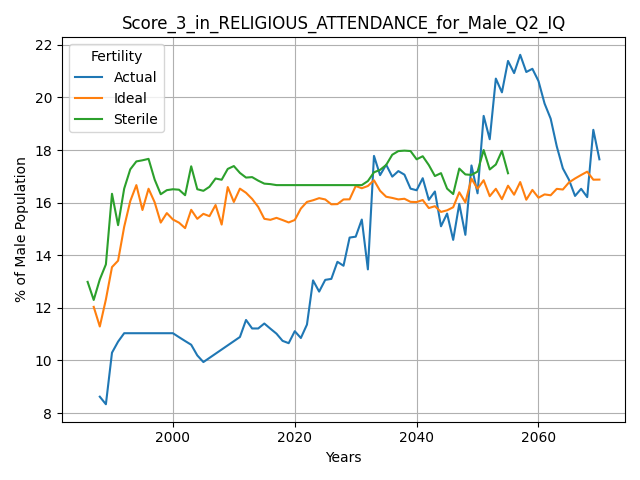 Score_3_in_RELIGIOUS_ATTENDANCE_for_Male_Q2_IQ
Fertility
Actual
Ideal
Sterile
% of Male Population
22
20
18
16
14
12
10
8
2000 2020 2040 2060
Years